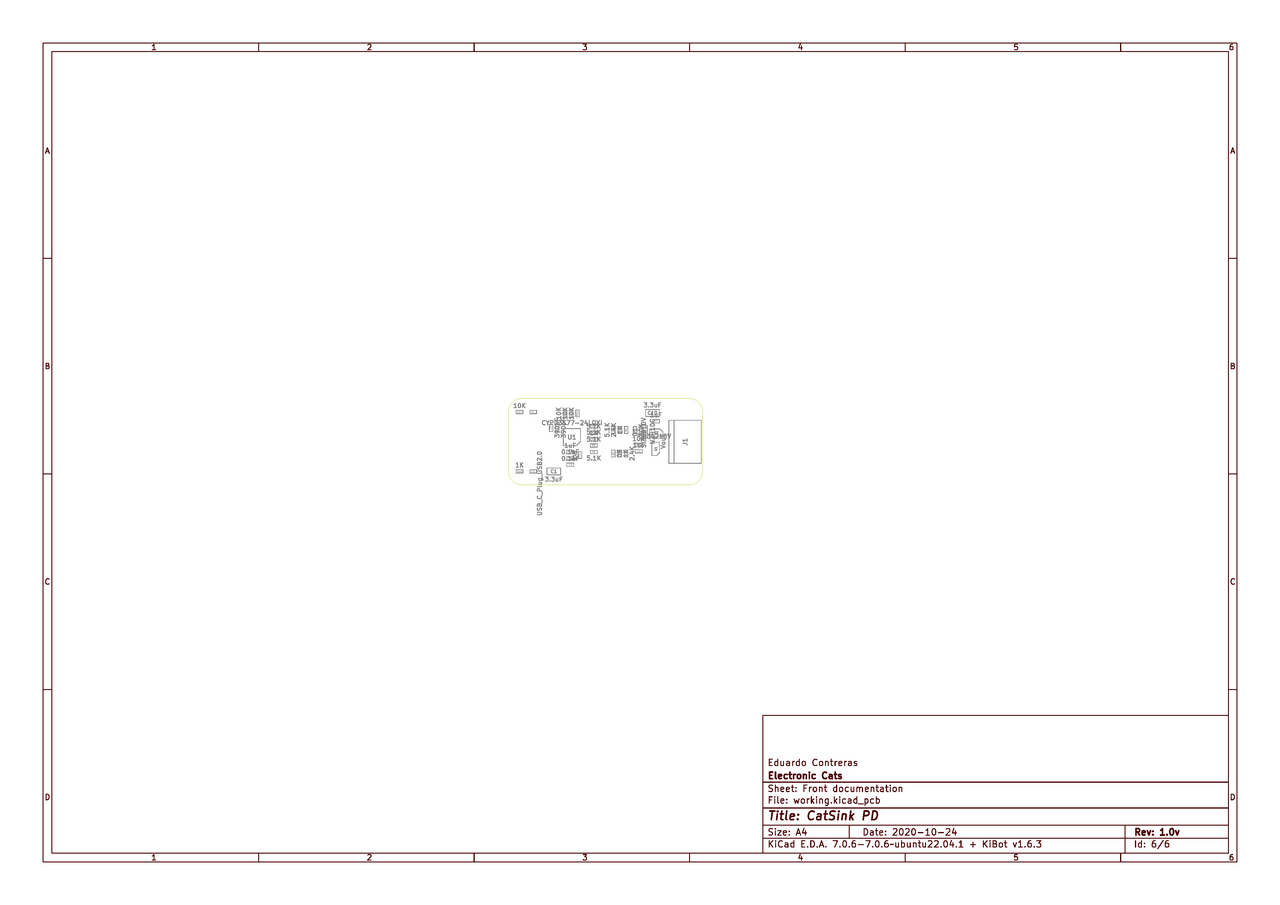 1 2 3 4 5 6
A A
10K 3.3uF
B B
CYPD3177-24LQXI
U1
J1
5.1K
1uF
5.1K
2.4K
1K
C1
3.3uF
USB_C_Plug_USB2.0
C C
Eduardo Contreras
Electronic Cats
Sheet: Front documentation
File: working.kicad_pcb
D D
Title: CatSink PD
Size: A4 Date: 2020-10-24 Rev: 1.0v
KiCad E.D.A. 7.0.6-7.0.6~ubuntu22.04.1 + KiBot v1.6.3 Id: 6/6
1 2 3 4 5 6